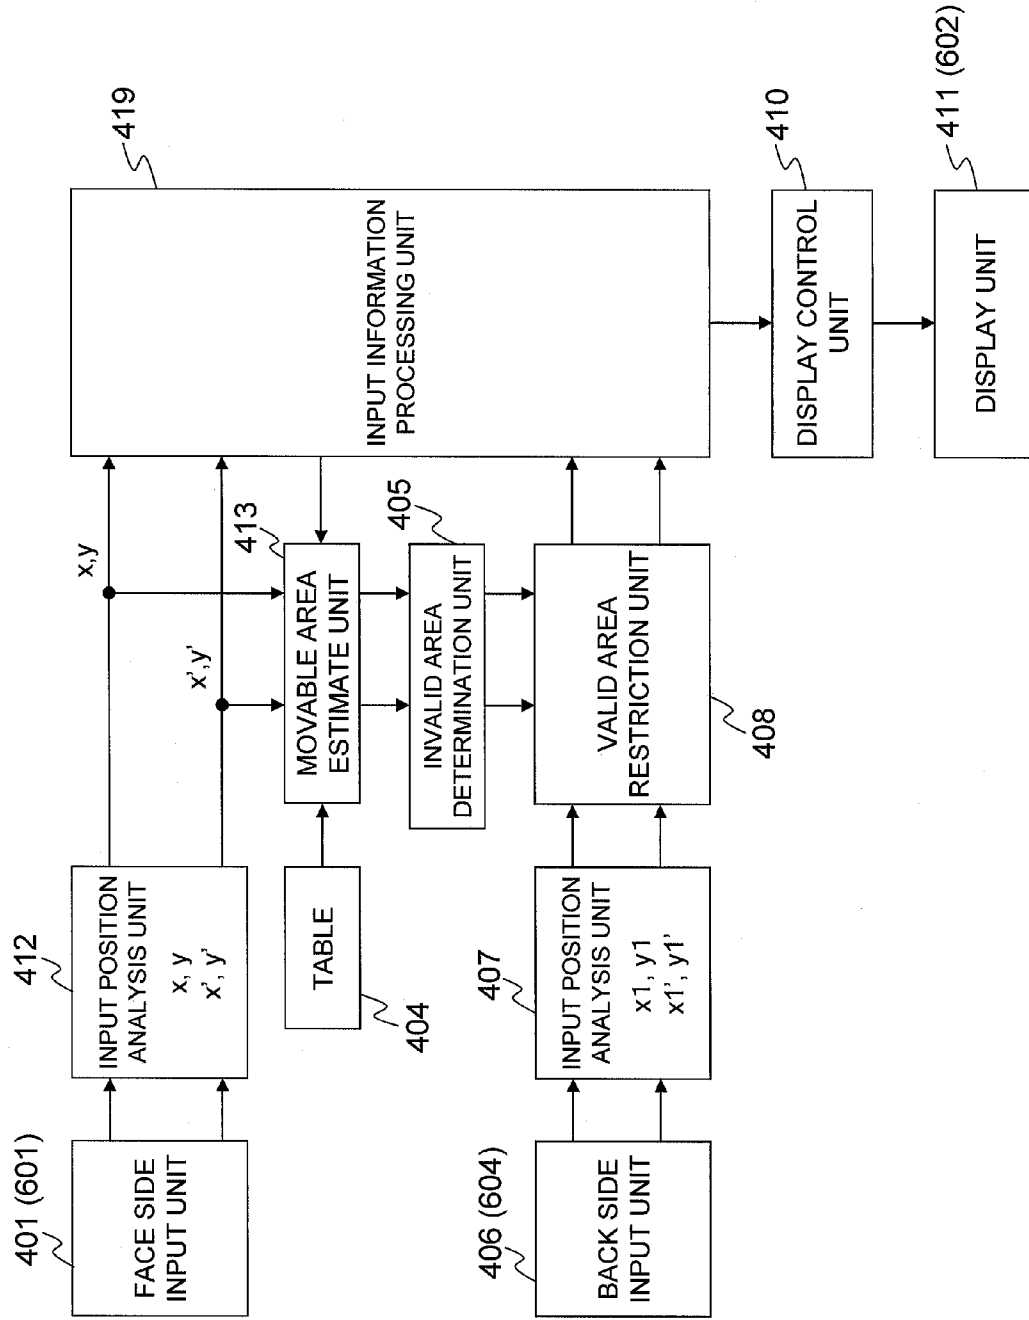 401 (601)
FACE SIDE
INPUT UNIT
412
INPUT POSITION
ANALYSIS UNIT
x, y
x', y'
x,y
x',y'
419
INPUT INFORMATION
PROCESSING UNIT
TABLE
404
413
MOVABLE AREA
ESTIMATE UNIT
405
INVALID AREA
DETERMINATION UNIT
406 (604)
BACK SIDE
INPUT UNIT
407
INPUT POSITION
ANALYSIS UNIT
x1, y1
x1', y1'
VALID AREA
RESTRICTION UNIT
408
410
DISPLAY CONTROL
UNIT
411 (602)
DISPLAY UNIT